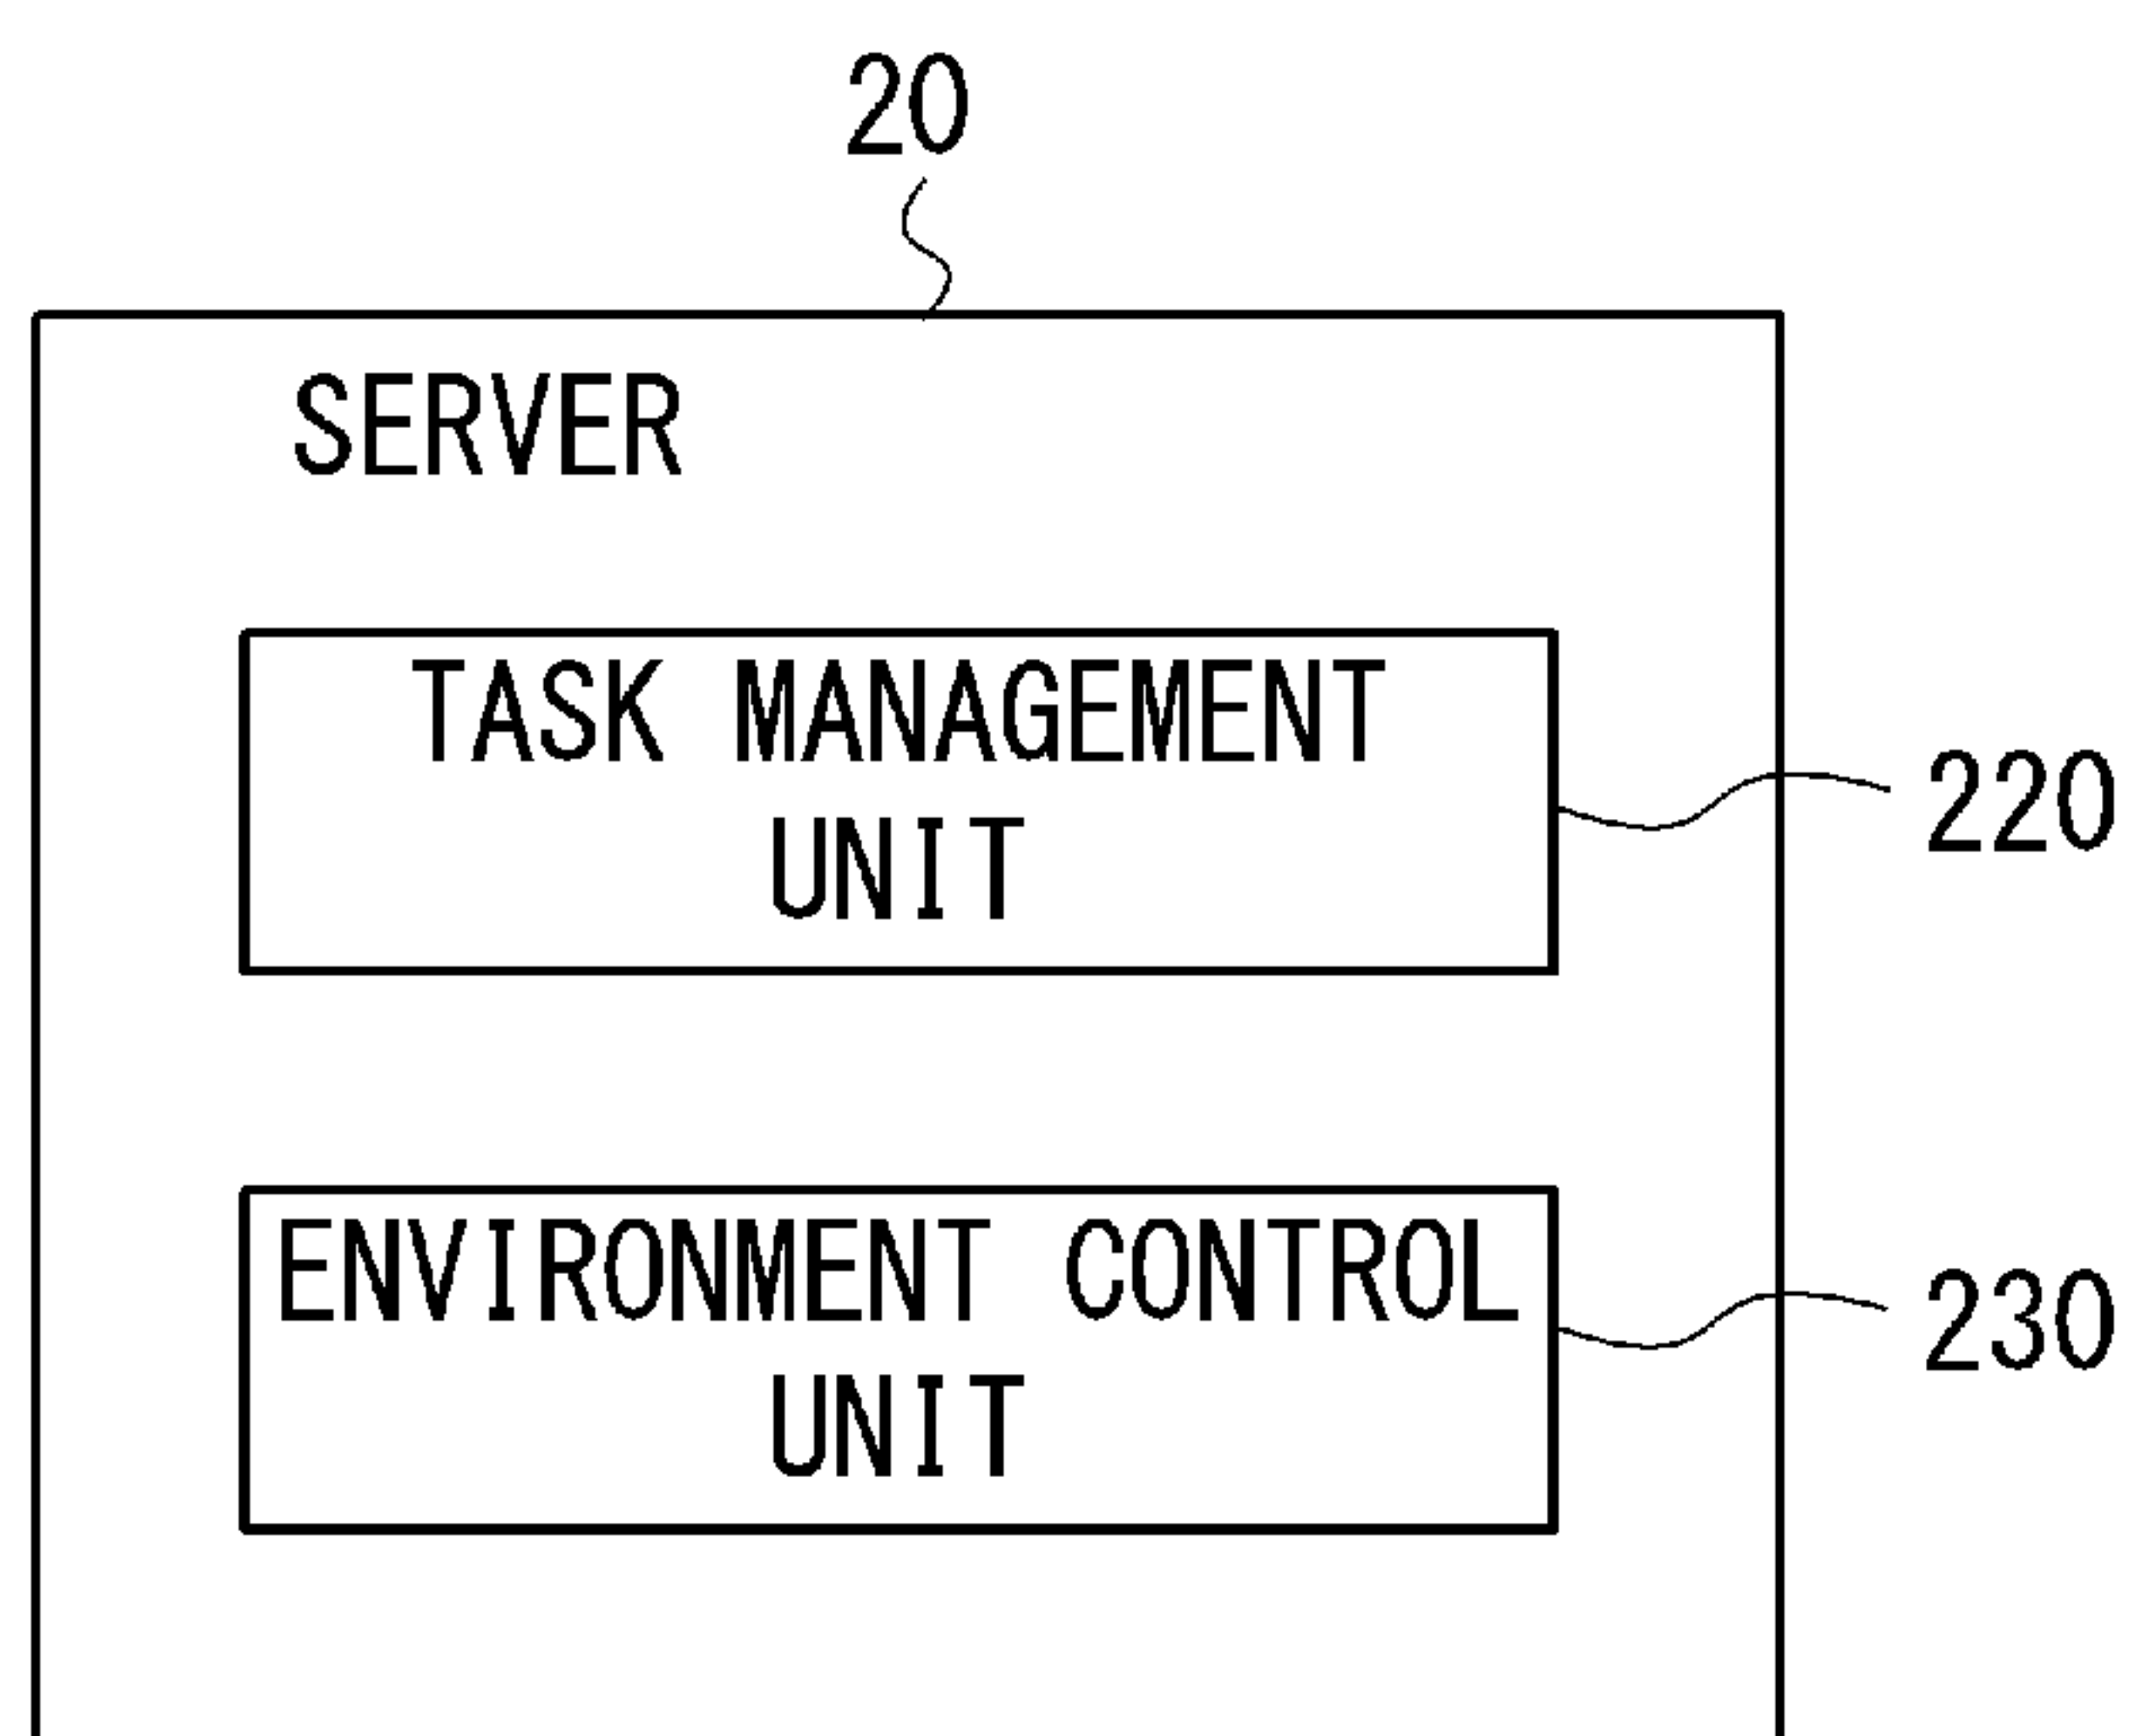 20
SERVER
TASK MANAGEMENT
UNIT
220
ENVIRONMENT CONTROL
UNIT
230